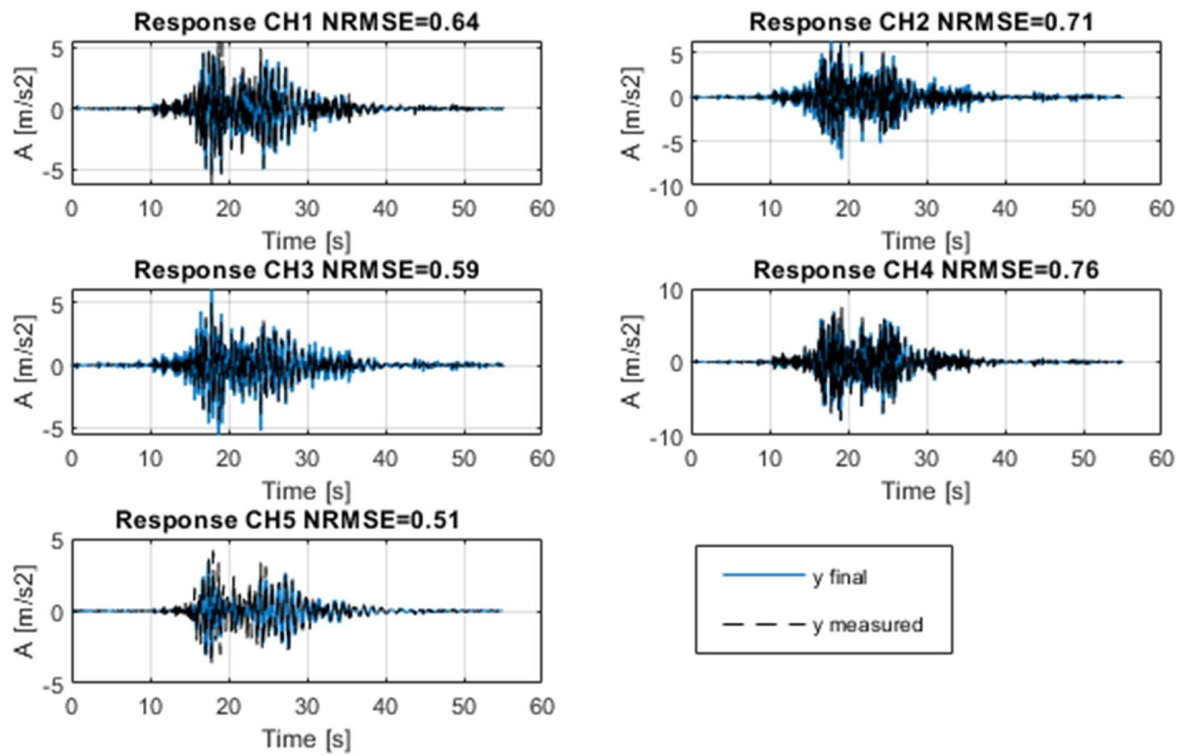 Response CH1 NRMSE=0.64
5
0
-5
A [m/s2]
0 10 20 30 40 50 60
Time [s]
Response CH2 NRMSE=0.71
5
0
-5
-10
A [m/s2]
0 10 20 30 40 50 60
Time [s]
Response CH3 NRMSE=0.59
5
0
-5
A [m/s2]
0 10 20 30 40 50 60
Time [s]
Response CH4 NRMSE=0.76
10
0
-10
A [m/s2]
0 10 20 30 40 50 60
Time [s]
Response CH5 NRMSE=0.51
5
0
-5
A [m/s2]
0 10 20 30 40 50 60
Time [s]
y final
y measured